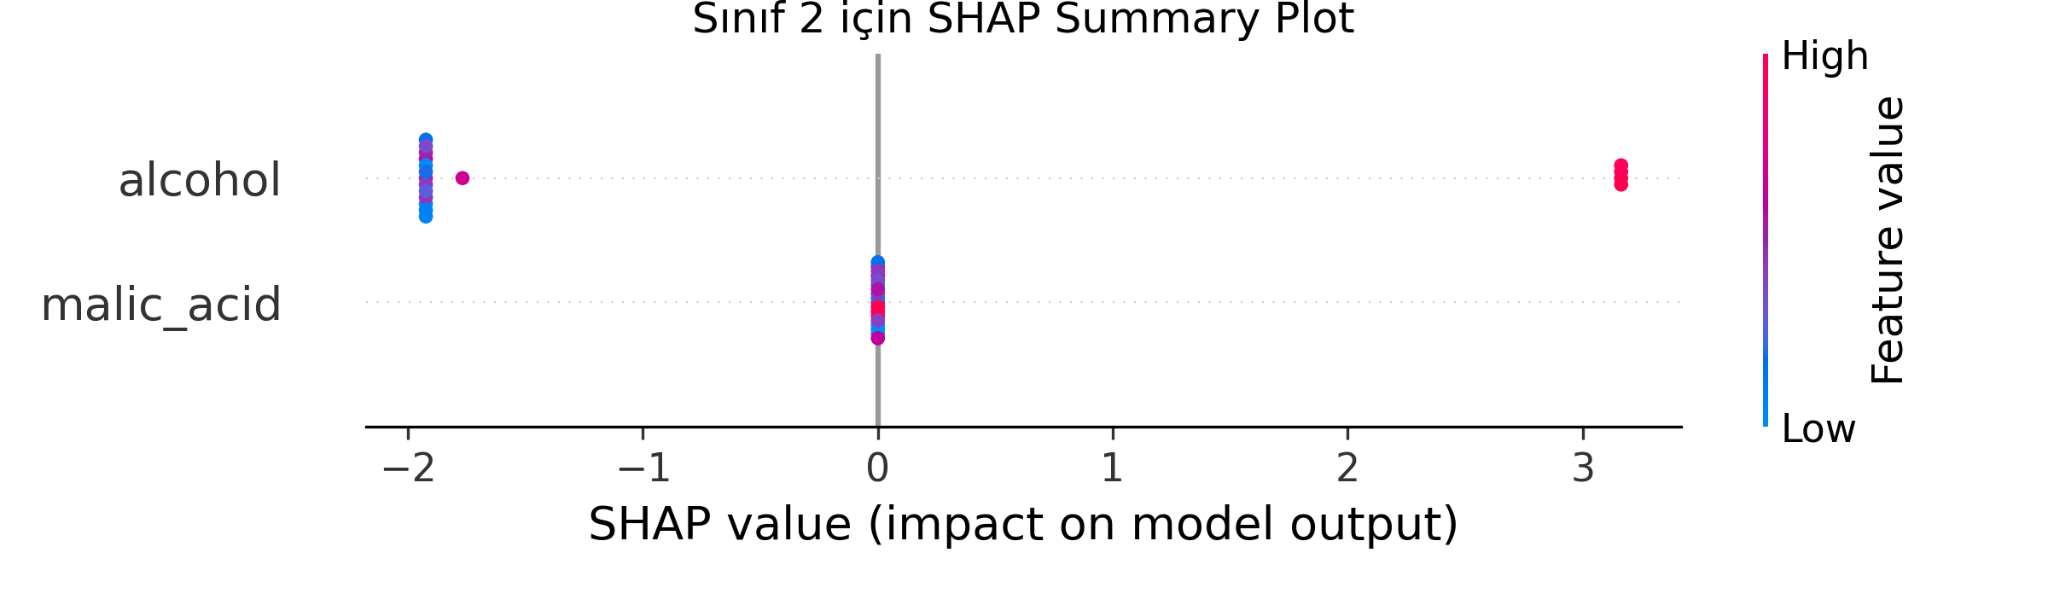 Sınıf 2 için SHAP Summary Plot
High
alcohol
malic_acid
Feature value
Low
−2
−1
0
1
2
3
SHAP value (impact on model output)